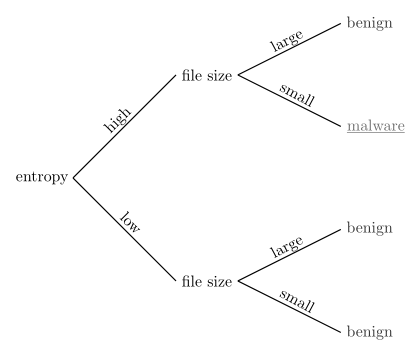 entropy
high
file size
large
benign
small
malware
low
file size
large
benign
small
benign